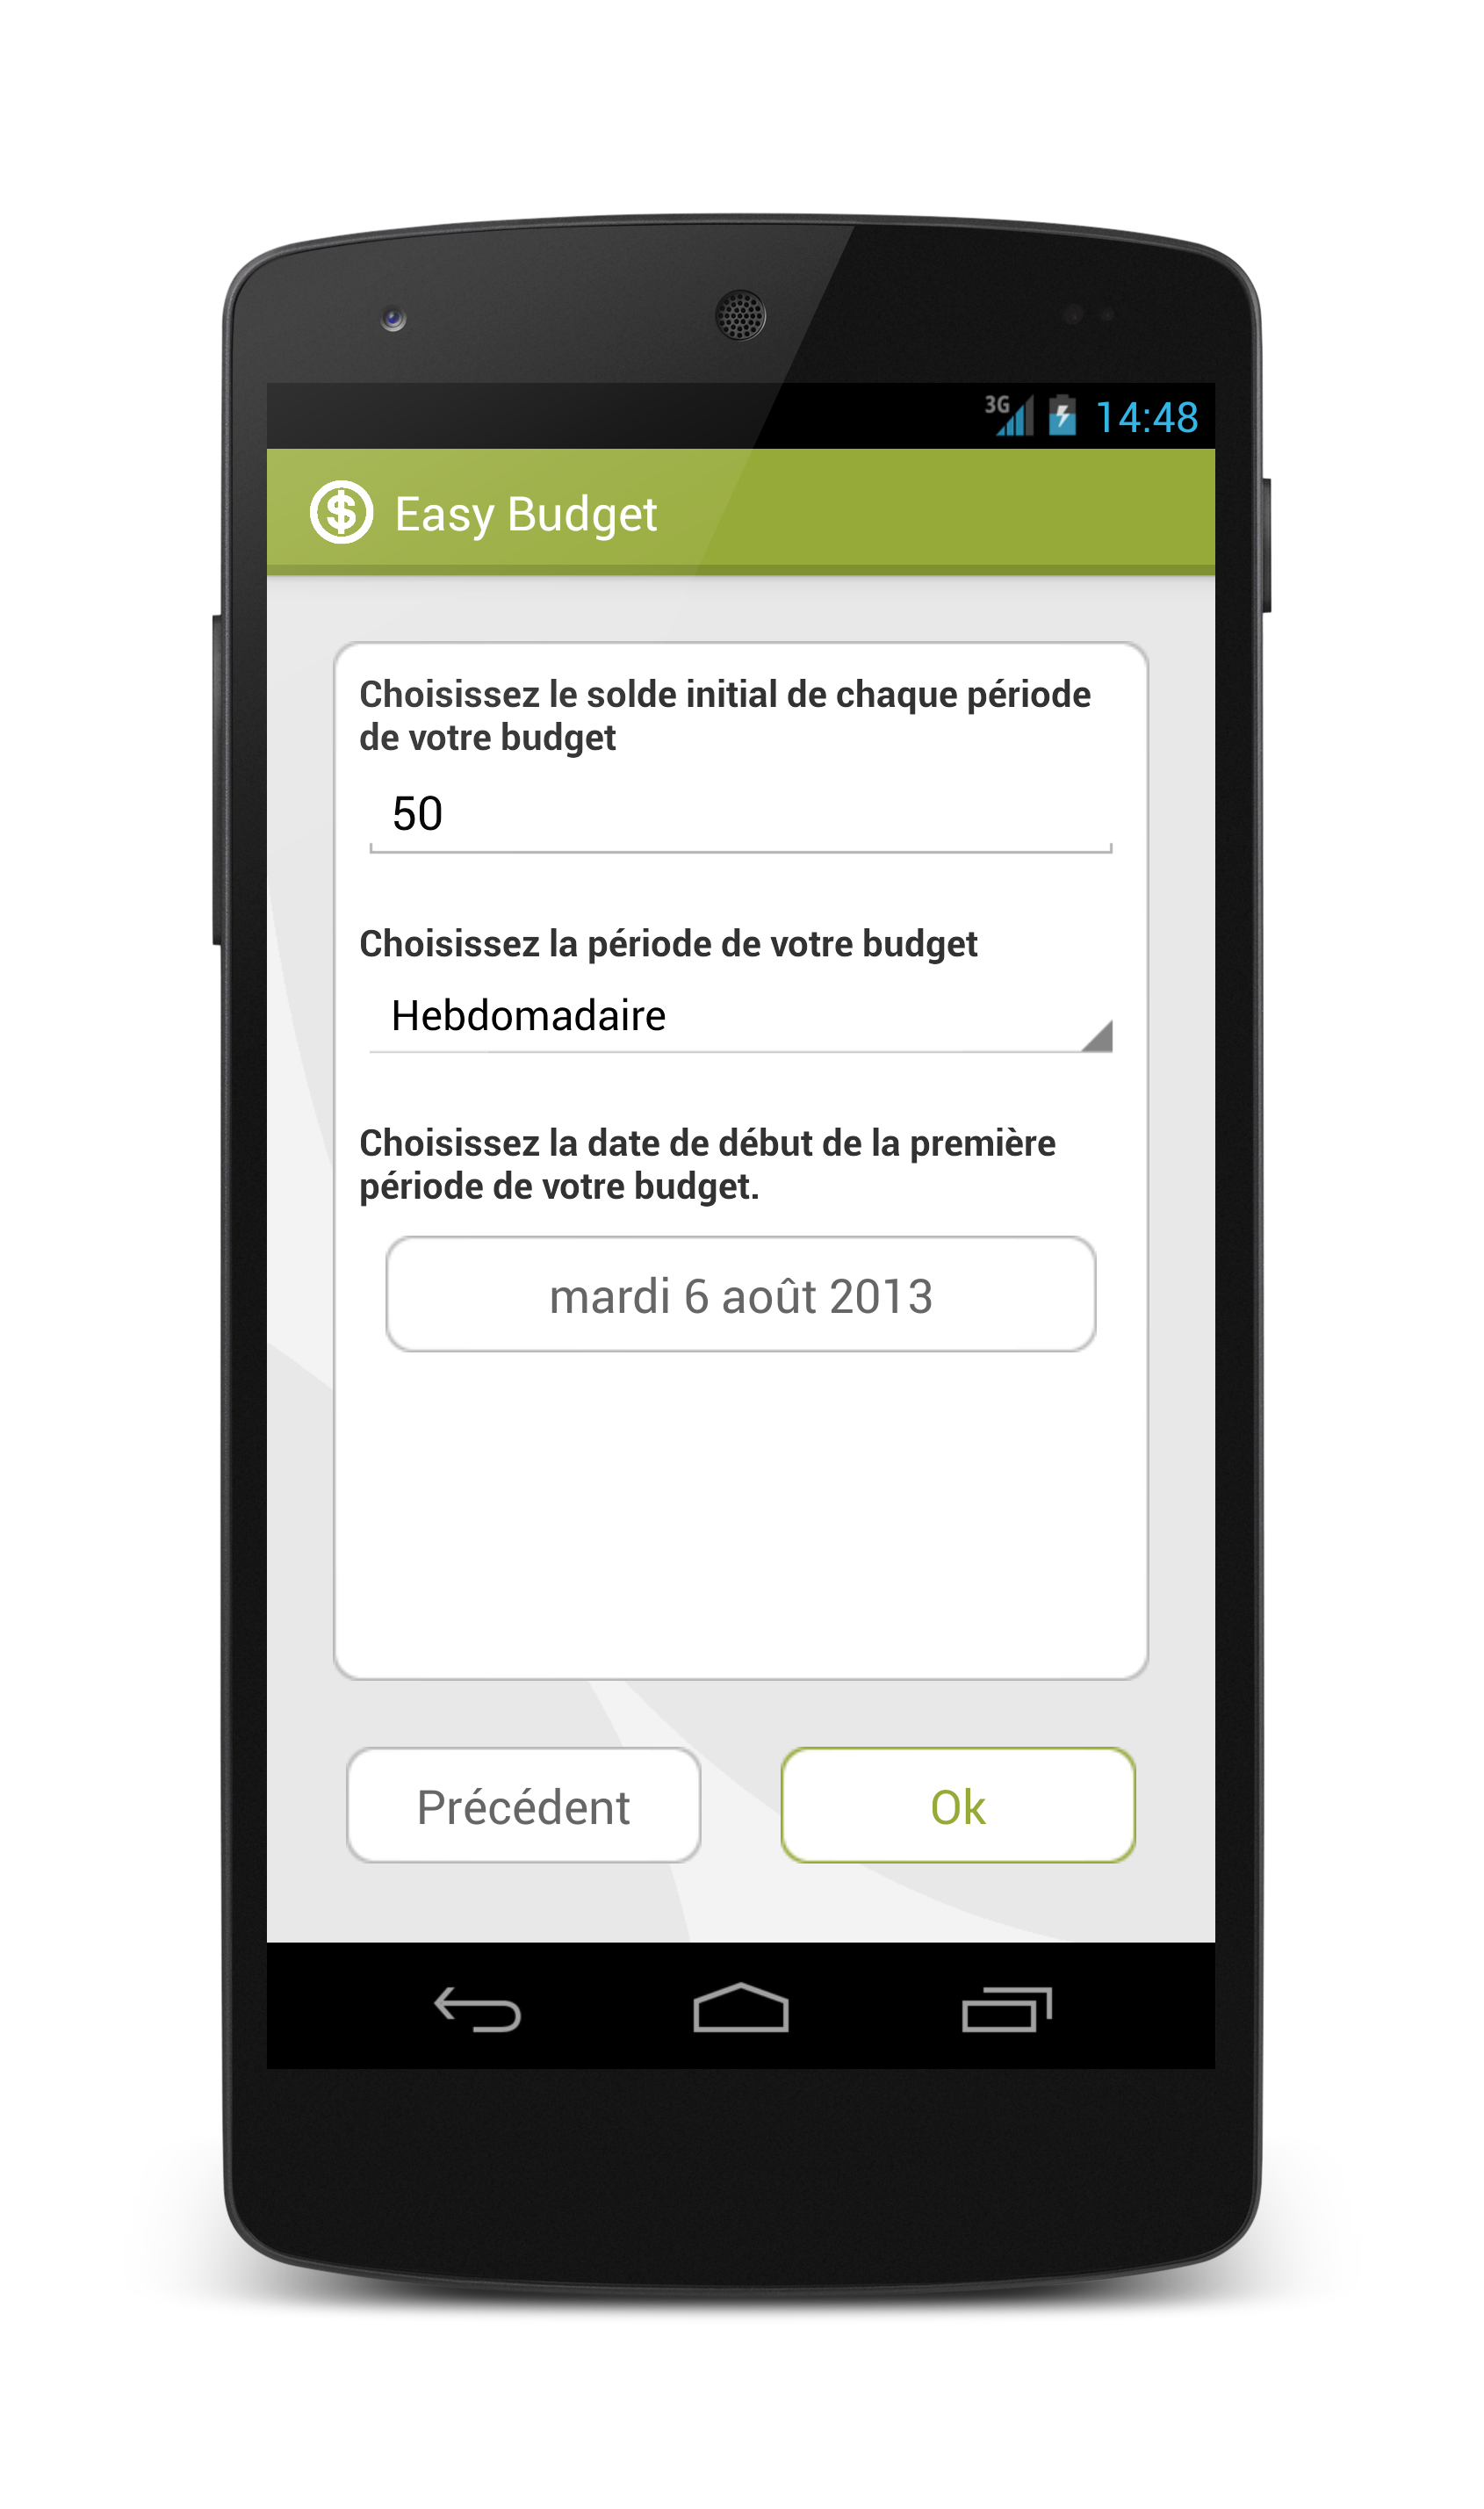 3G 14:48
Easy Budget
Choisissez le solde initial de chaque période
de votre budget
50
Choisissez la période de votre budget
Hebdomadaire
Choisissez la date de début de la première
période de votre budget.
mardi 6 août 2013
Précédent Ok